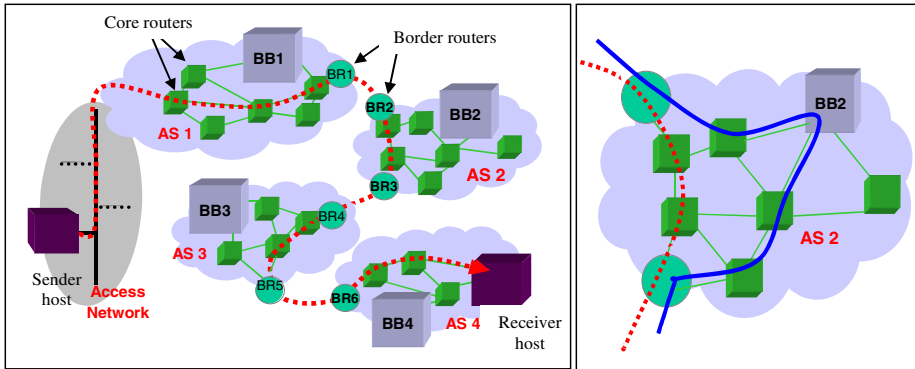 Core routers
Border routers
BB1
BR1
BR2
BB2
AS 1
AS 2
BR3
BB3
BR4
AS 3
BR5
BR6
BB4
AS 4
Sender
host
Access
Network
Receiver
host
BB2
AS 2